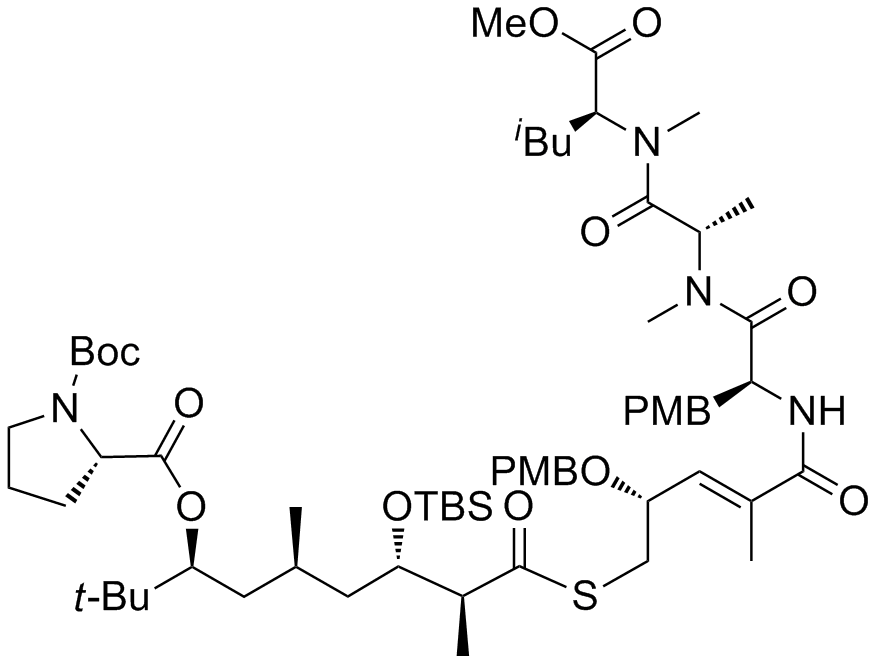 MeO O
iBu N
O
N O
Boc
N O PMB NH
PMBO O OTBS O
O
t-Bu S